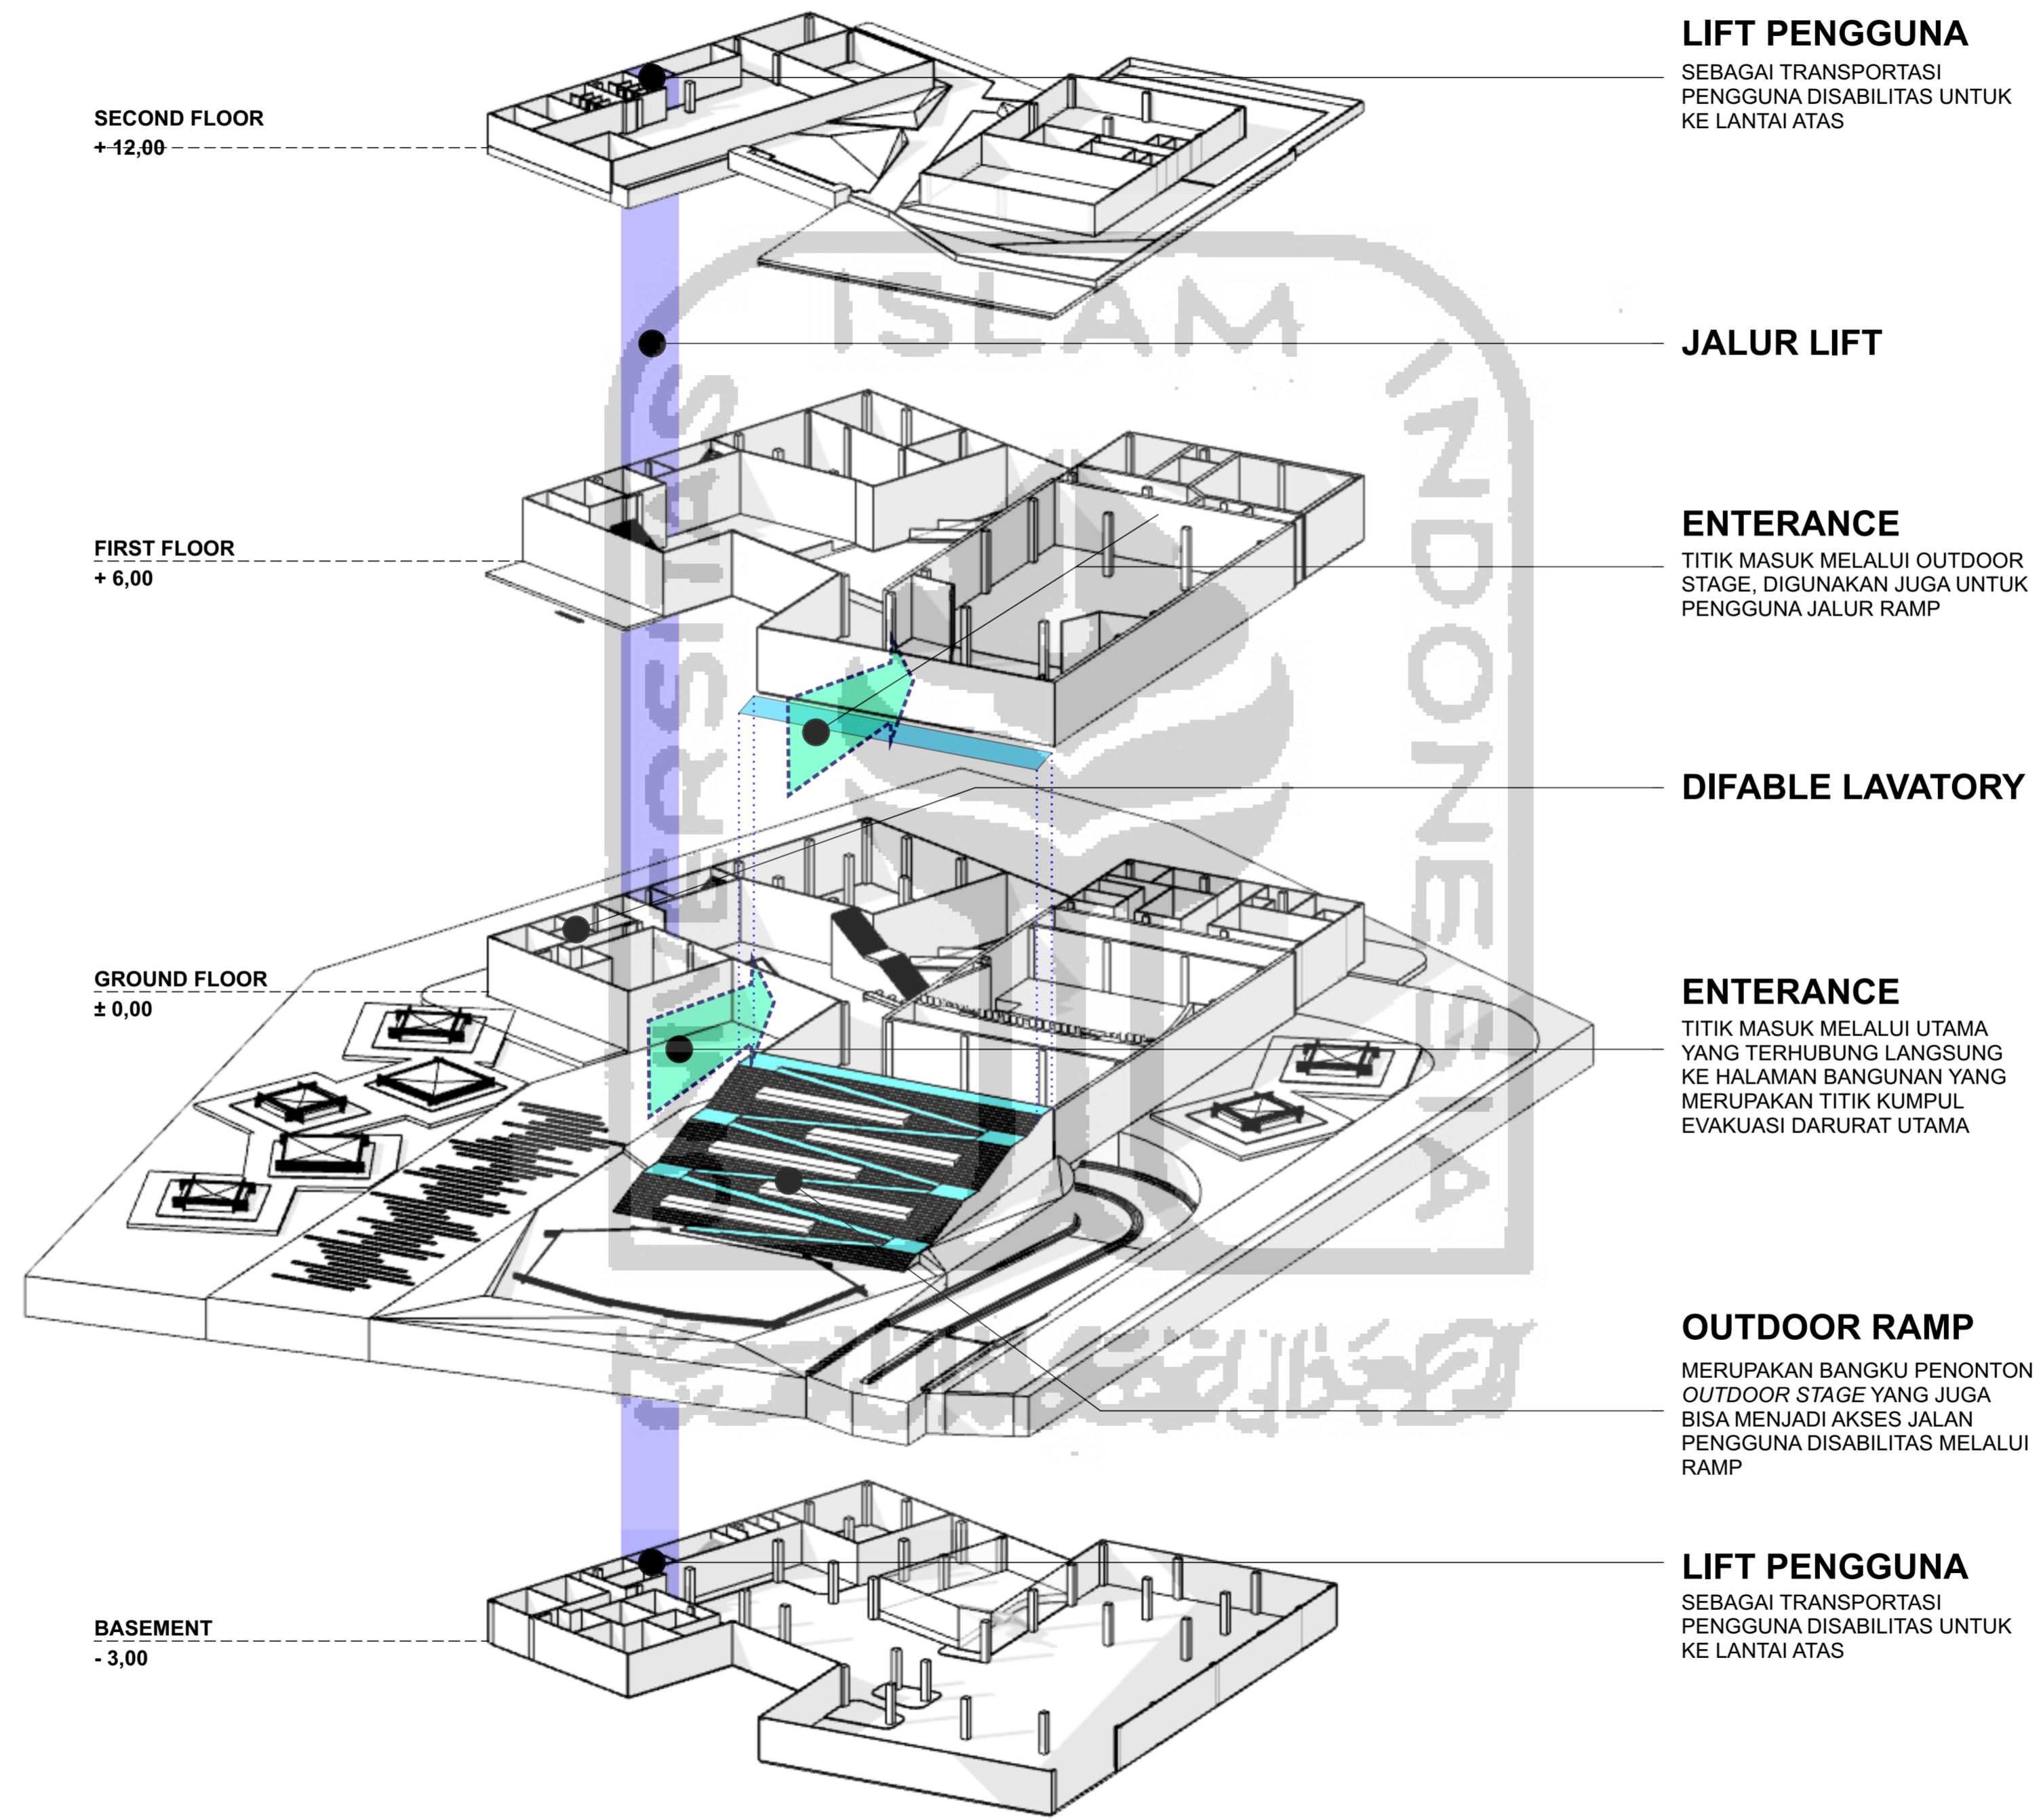 LIFT PENGGUNA
SEBAGAI TRANSPORTASI
PENGGUNA DISABILITAS UNTUK
KE LANTAI ATAS
SECOND FLOOR
+ 12,00
ISLAM
JALUR LIFT
INDONESIA
ENTERANCE
TITIK MASUK MELALUI OUTDOOR
STAGE, DIGUNAKAN JUGA UNTUK
PENGGUNA JALUR RAMP
FIRST FLOOR
+ 6,00
DIFABLE LAVATORY
GROUND FLOOR
± 0,00
ENTERANCE
TITIK MASUK MELALUI UTAMA
YANG TERHUBUNG LANGSUNG
KE HALAMAN BANGUNAN YANG
MERUPAKAN TITIK KUMPUL
EVAKUASI DARURAT UTAMA
OUTDOOR RAMP
MERUPAKAN BANGKU PENONTON
OUTDOOR STAGE YANG JUGA
BISA MENJADI AKSES JALAN
PENGGUNA DISABILITAS MELALUI
RAMP
LIFT PENGGUNA
SEBAGAI TRANSPORTASI
PENGGUNA DISABILITAS UNTUK
KE LANTAI ATAS
BASEMENT
- 3,00